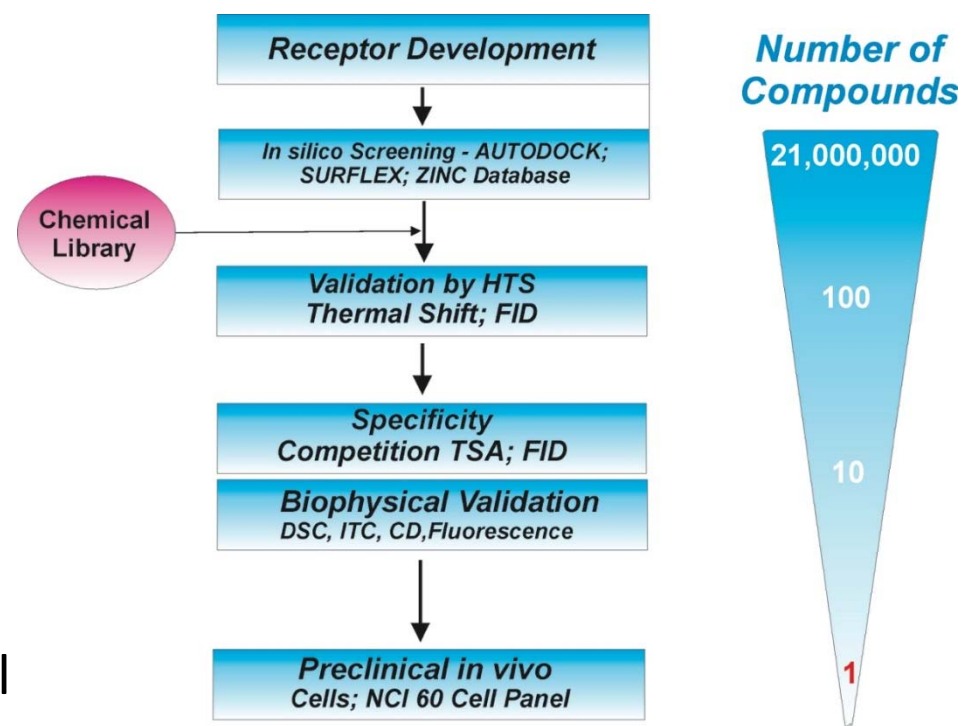 Receptor Development
In silico Screening - AUTODOCK;
SURFLEX; ZINC Database
Chemical
Library
Validation by HTS
Thermal Shift; FID
Specificity
Competition TSA; FID
Biophysical Validation
DSC, ITC, CD,Fluorescence
Preclinical in vivo
Cells; NCI 60 Cell Panel
Number of
Compounds
21,000,000
100
10
1